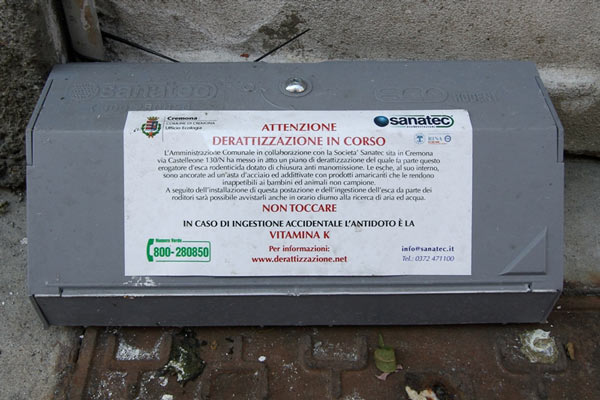 sanatec
RODENT
Cremona
COMUNE DI CREMONA
Ufficio Ecologia
sanatec
RINA
ATTENZIONE
DERATTIZZAZIONE IN CORSO
L'Amministrazione Comunale in collaborazione con la Societa' Sanatec sita in Cremona
via Castelleone 130/N ha messo in atto un piano di derattizzazione del quale fa parte questo
erogatore d'esca rodenticida dotato di chiusura anti manomissione. Le esche, al suo interno,
sono ancorate ad un'asta d'acciaio ed additivate con prodotti amaricanti che le rendono
inappetibili ai bambini ed animali non campione.
A seguito dell'installazione di questa postazione e dell'ingestione dell'esca da parte dei
roditori sarà possibile avvistarli anche in orario diurno alla ricerca di aria ed acqua.
NON TOCCARE
IN CASO DI INGESTIONE ACCIDENTALE L'ANTIDOTO È LA
VITAMINA K
Numero Verde
800-280850
Per informazioni:
www.derattizzazione.net
info@sanatec.it
Tel.: 0372 471100